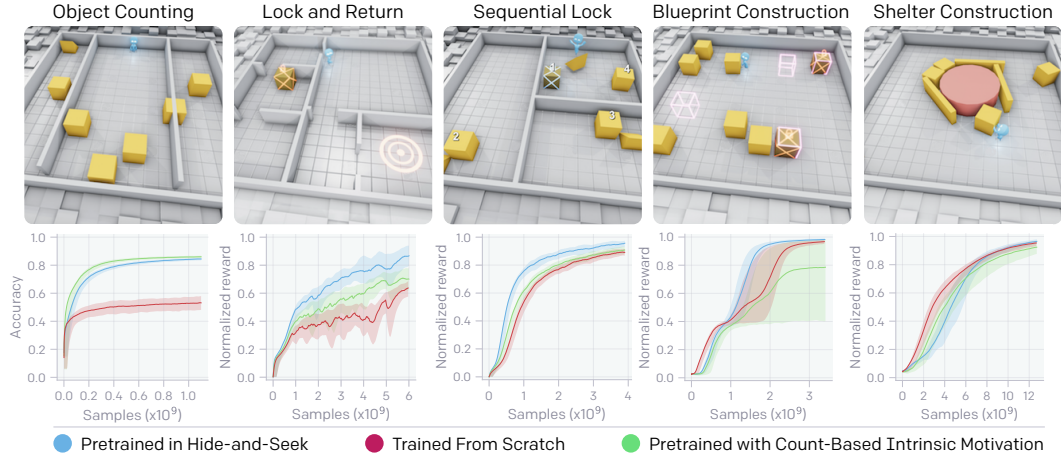 Object Counting
Lock and Return
Sequential Lock
Blueprint Construction
Shelter Construction
2
4
3
1.0
0.8
0.6
0.4
0.2
0.0
Accuracy
0.0 0.2 0.4 0.6 0.8 1.0
Samples (x10⁹)
1.0
0.8
0.6
0.4
0.2
0.0
Normalized reward
0 1 2 3 4 5 6
Samples (x10⁹)
1.0
0.8
0.6
0.4
0.2
0.0
Normalized reward
0 1 2 3 4
Samples (x10⁹)
1.0
0.8
0.6
0.4
0.2
0.0
Normalized reward
0 1 2 3
Samples (x10⁹)
1.0
0.8
0.6
0.4
0.2
0.0
Normalized reward
0 2 4 6 8 10 12
Samples (x10⁹)
Pretrained in Hide-and-Seek
Trained From Scratch
Pretrained with Count-Based Intrinsic Motivation